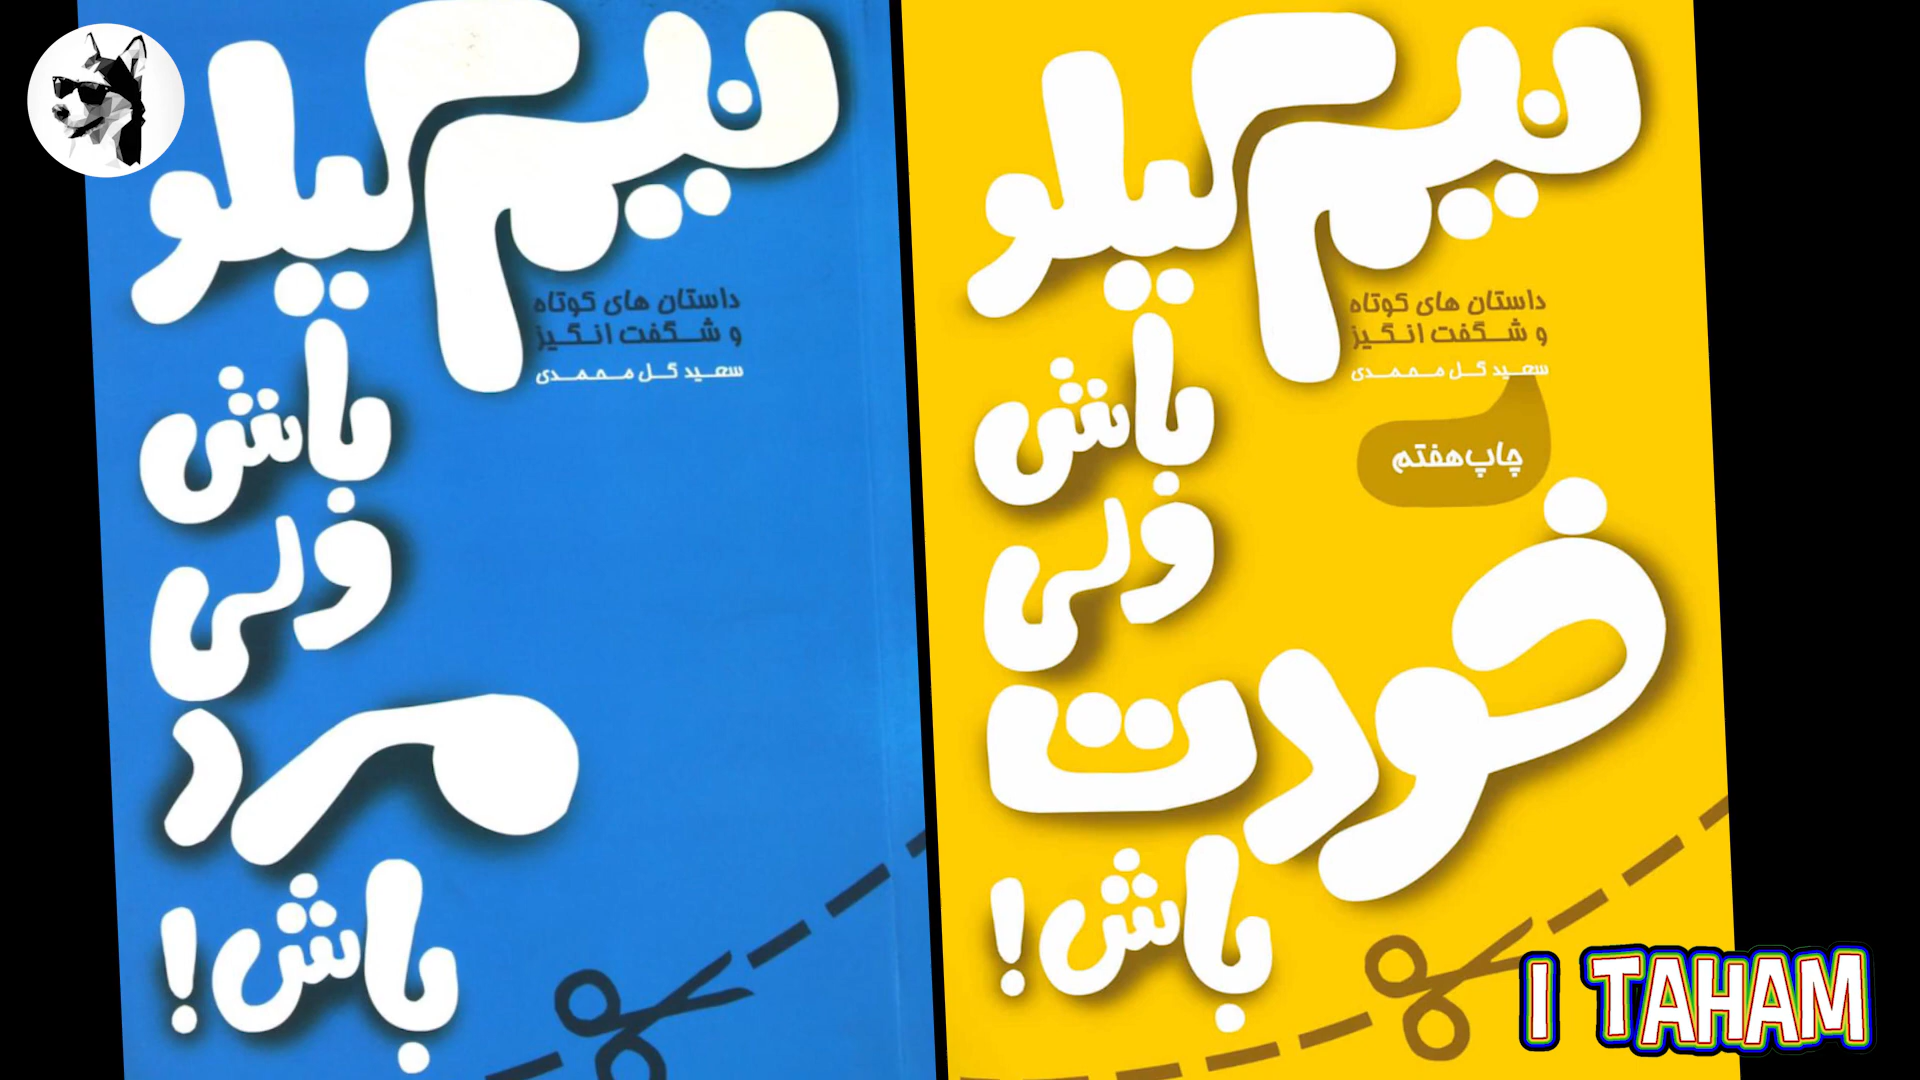 نیم کیلو
باش
ولی
مرد
باش!
داستان های کوتاه
و شگفت انگیز
سعید گل محمدی
نیم کیلو
باش
ولی
خودت
باش!
داستان های کوتاه
و شگفت انگیز
سعید گل محمدی
چاپ هفتم
I TAHAM